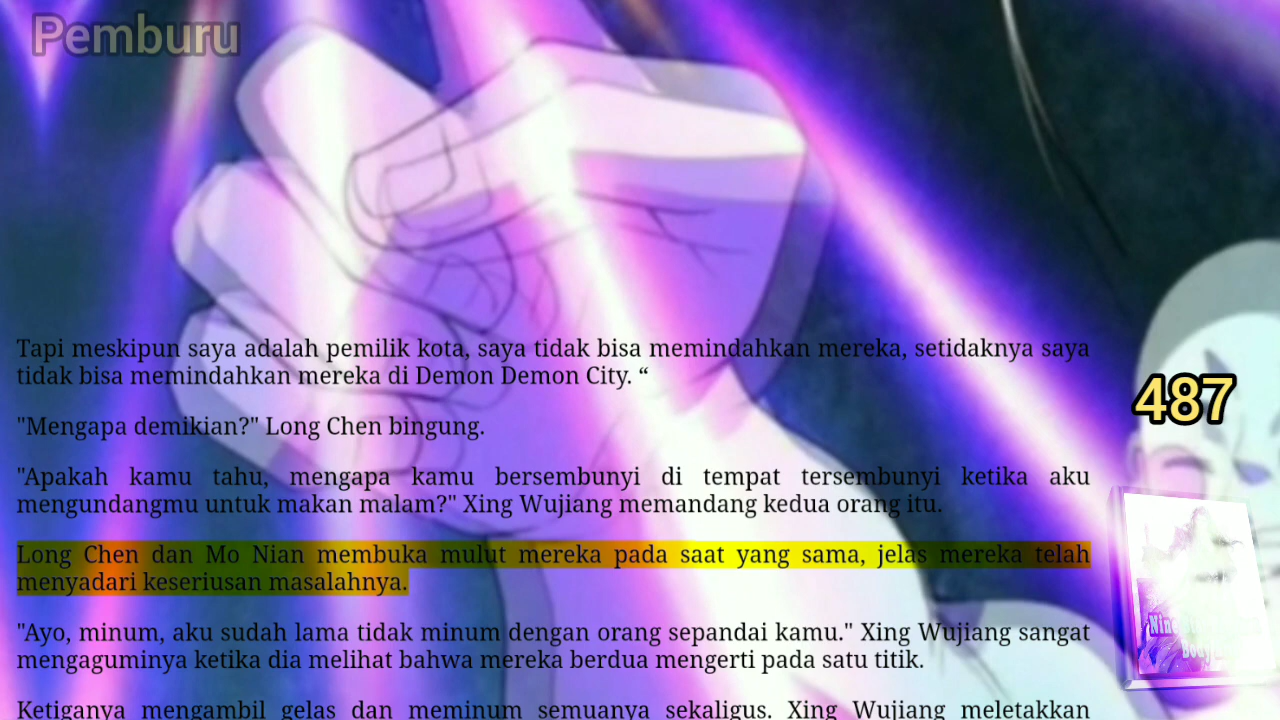 Pemburu
Tapi meskipun saya adalah pemilik kota, saya tidak bisa memindahkan mereka, setidaknya saya
tidak bisa memindahkan mereka di Demon Demon City. “
"Mengapa demikian?" Long Chen bingung.
"Apakah kamu tahu, mengapa kamu bersembunyi di tempat tersembunyi ketika aku
mengundangmu untuk makan malam?" Xing Wujiang memandang kedua orang itu.
487
Long Chen dan Mo Nian membuka mulut mereka pada saat yang sama, jelas mereka telah
menyadari keseriusan masalahnya.
"Ayo, minum, aku sudah lama tidak minum dengan orang sepandai kamu." Xing Wujiang sangat
mengaguminya ketika dia melihat bahwa mereka berdua mengerti pada satu titik.
Ketiganya mengambil gelas dan meminum semuanya sekaligus. Xing Wujiang meletakkan